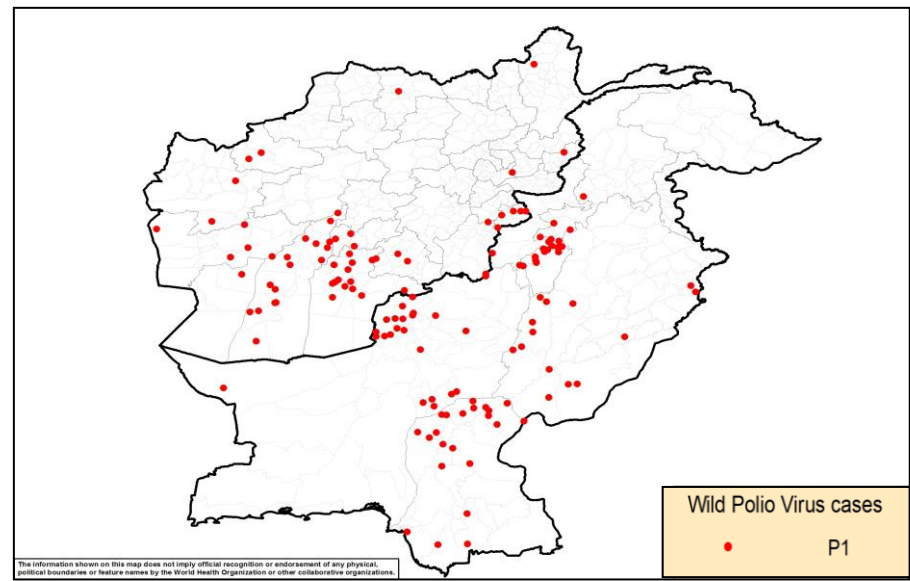 Wild Polio Virus cases
P1
The information shown on this map does not imply official recognition or endorsement of any physical,
political boundaries or feature names by the World Health Organization or other collaborative organizations.